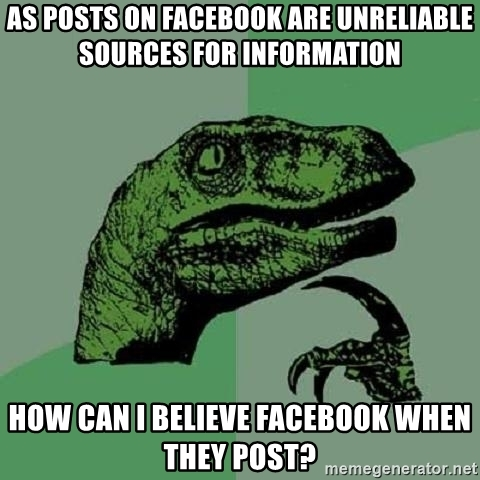 AS POSTS ON FACEBOOK ARE UNRELIABLE
SOURCES FOR INFORMATION
HOW CAN I BELIEVE FACEBOOK WHEN
THEY POST?
memegenerator.net